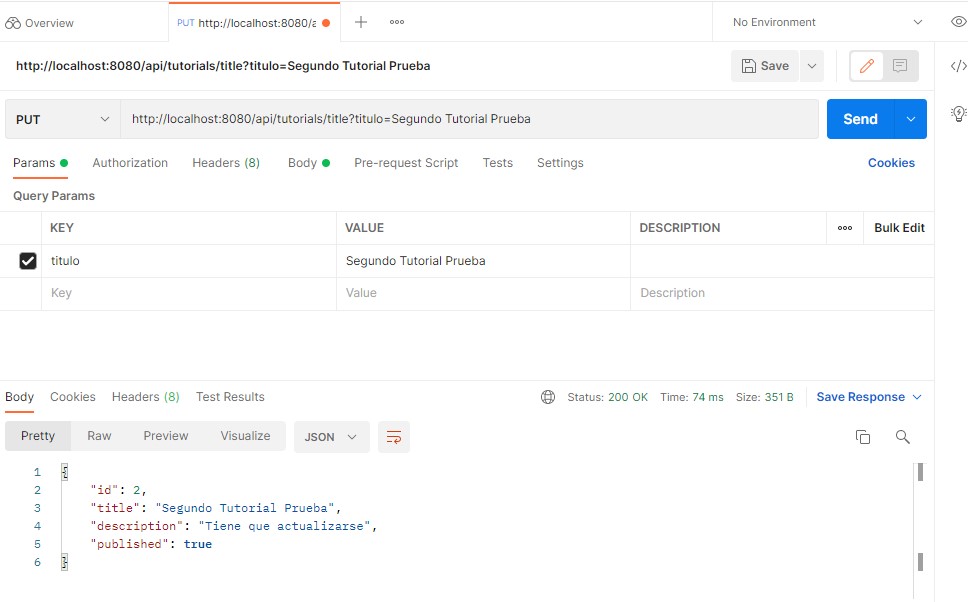 Overview
PUT http://localhost:8080/a
No Environment
http://localhost:8080/api/tutorials/title?titulo=Segundo Tutorial Prueba
Save
PUT
http://localhost:8080/api/tutorials/title?titulo=Segundo Tutorial Prueba
Send
Params Authorization Headers (8) Body Pre-request Script Tests Settings Cookies
Query Params
KEY VALUE DESCRIPTION Bulk Edit
titulo Segundo Tutorial Prueba
Key Value Description
Body Cookies Headers (8) Test Results Status: 200 OK Time: 74 ms Size: 351 B Save Response
Pretty Raw Preview Visualize JSON
1 {
2 "id": 2,
3 "title": "Segundo Tutorial Prueba",
4 "description": "Tiene que actualizarse",
5 "published": true
6 }